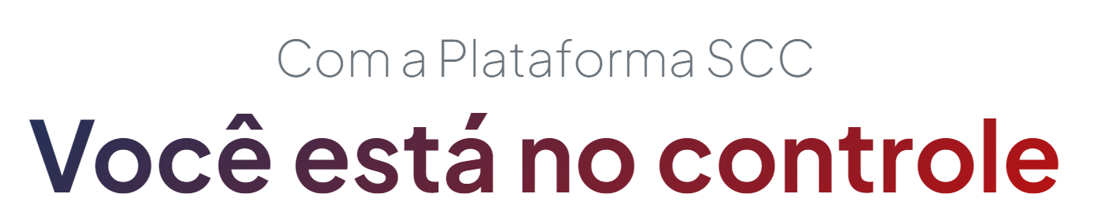 Com a Plataforma SCC
Você está no controle